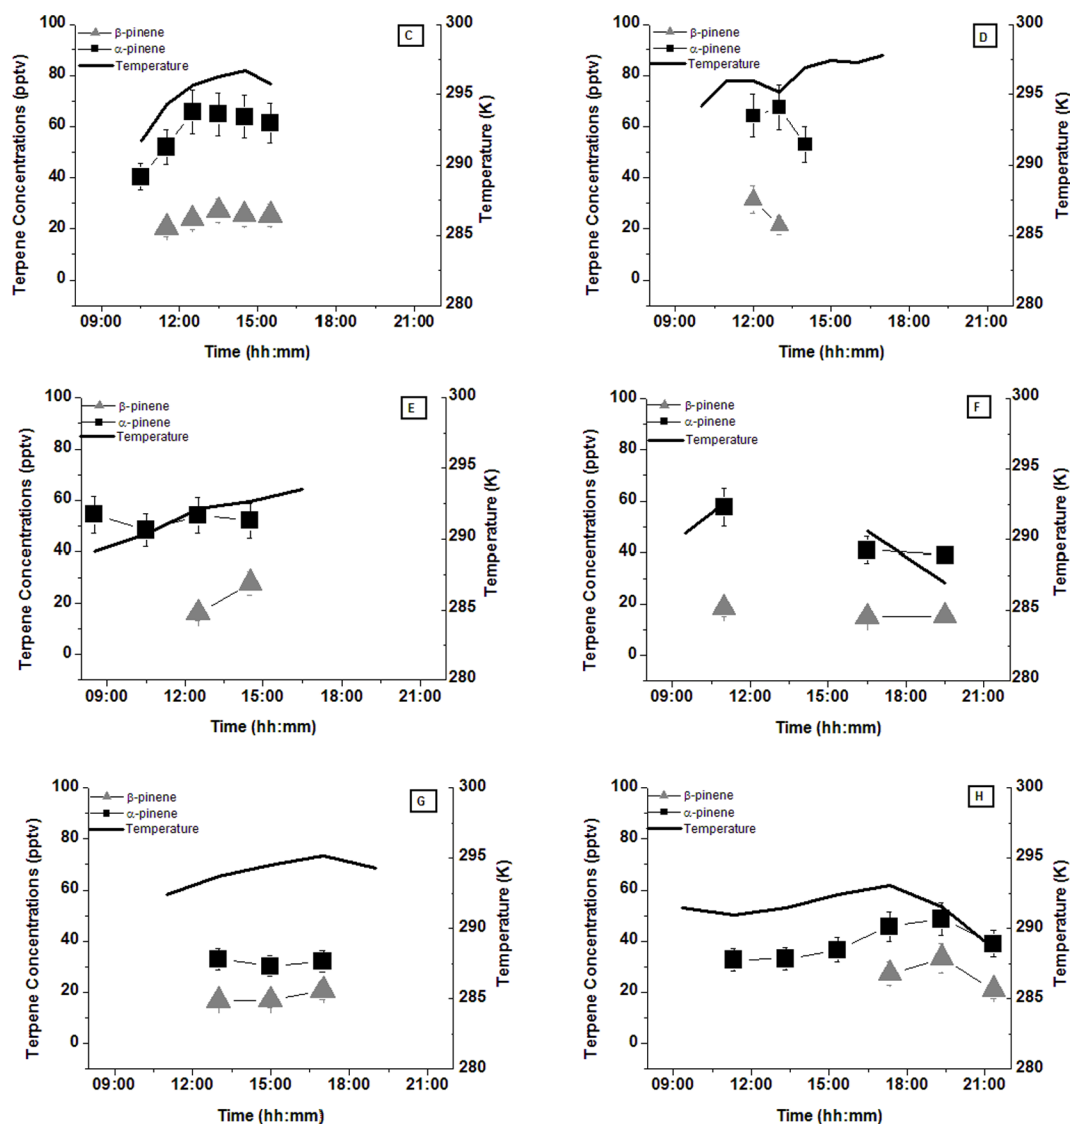 β-pinene
α-pinene
Temperature
C
Terpene Concentrations (pptv)
100
80
60
40
20
0
300
295
290
285
280
Temperature (K)
09:00 12:00 15:00 18:00 21:00
Time (hh:mm)
β-pinene
α-pinene
Temperature
D
Terpene Concentrations (pptv)
100
80
60
40
20
0
300
295
290
285
280
Temperature (K)
09:00 12:00 15:00 18:00 21:00
Time (hh:mm)
β-pinene
α-pinene
Temperature
E
Terpene Concentrations (pptv)
100
80
60
40
20
0
300
295
290
285
280
Temperature (K)
09:00 12:00 15:00 18:00 21:00
Time (hh:mm)
β-pinene
α-pinene
Temperature
F
Terpene Concentrations (pptv)
100
80
60
40
20
0
300
295
290
285
280
Temperature (K)
09:00 12:00 15:00 18:00 21:00
Time (hh:mm)
β-pinene
α-pinene
Temperature
G
Terpene Concentrations (pptv)
100
80
60
40
20
0
300
295
290
285
280
Temperature (K)
09:00 12:00 15:00 18:00 21:00
Time (hh:mm)
β-pinene
α-pinene
Temperature
H
Terpene Concentrations (pptv)
100
80
60
40
20
0
300
295
290
285
280
Temperature (K)
09:00 12:00 15:00 18:00 21:00
Time (hh:mm)